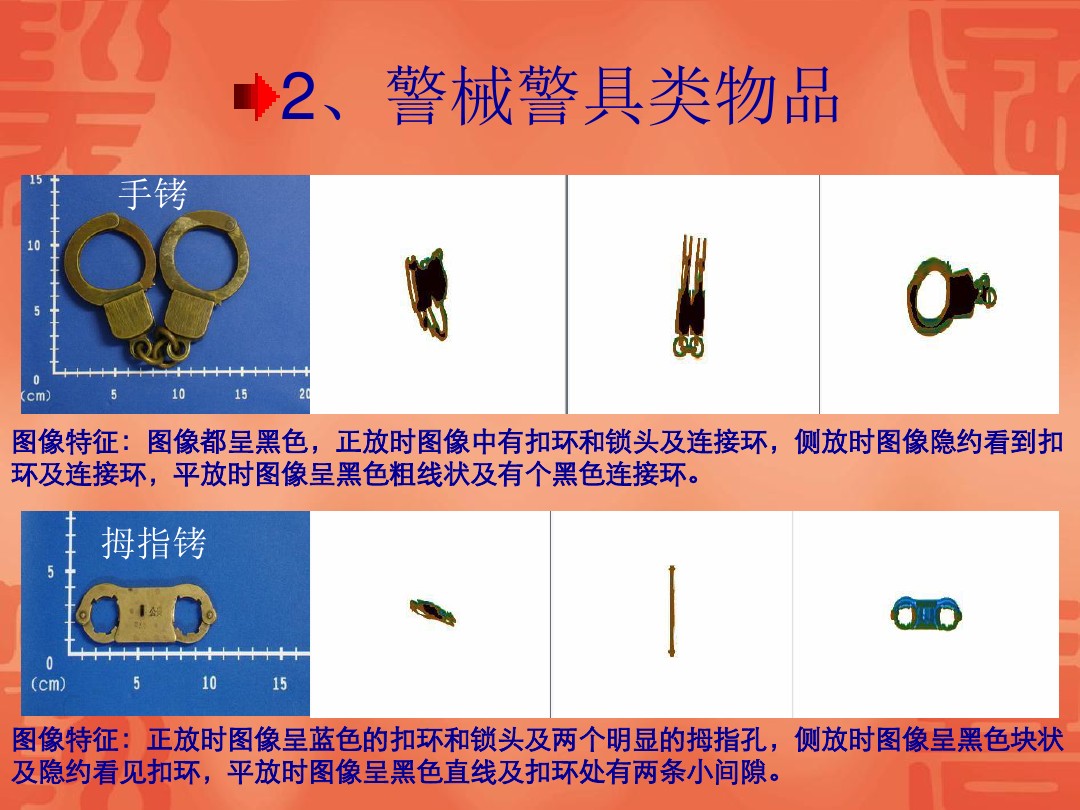 2、警械警具类物品
手铐
15
10
5
0
(cm)
5
10
15
20
图像特征：图像都呈黑色，正放时图像中有扣环和锁头及连接环，侧放时图像隐约看到扣
环及连接环，平放时图像呈黑色粗线状及有个黑色连接环。
拇指铐
5
0
(cm)
5
10
15
图像特征：正放时图像呈蓝色的扣环和锁头及两个明显的拇指孔，侧放时图像呈黑色块状
及隐约看见扣环，平放时图像呈黑色直线及扣环处有两条小间隙。